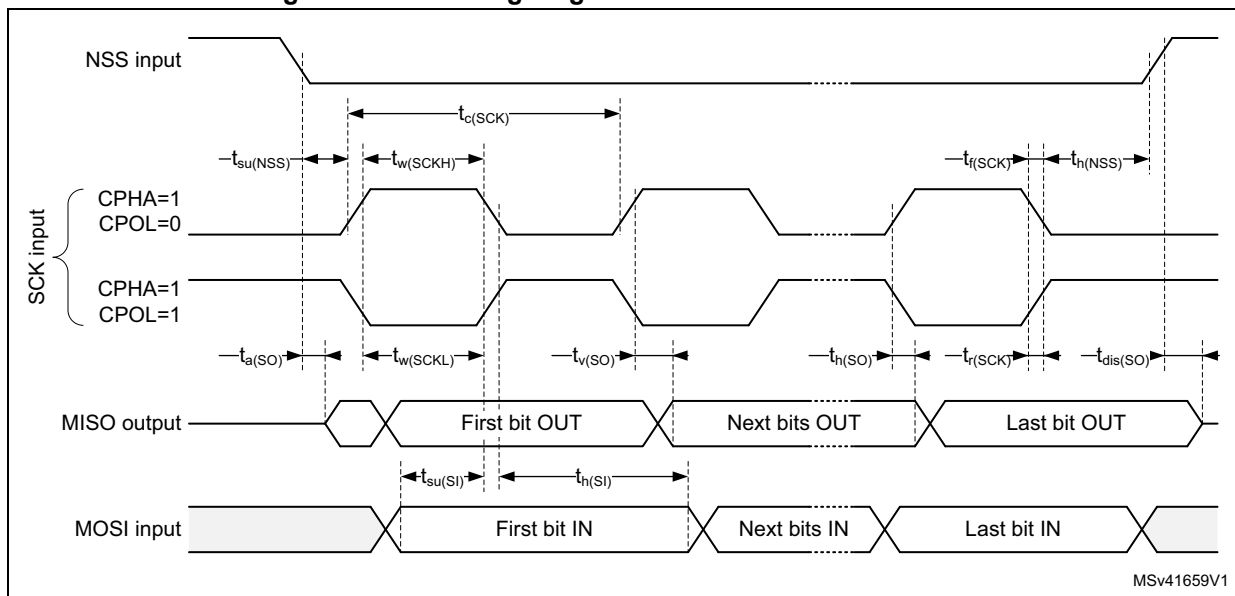 NSS input
tc(SCK)
tsu(NSS)
tw(SCKH)
tf(SCK)
th(NSS)
SCK input
CPHA=1
CPOL=0
CPHA=1
CPOL=1
ta(SO)
tw(SCKL)
tv(SO)
th(SO)
tr(SCK)
tdis(SO)
MISO output
First bit OUT
Next bits OUT
Last bit OUT
tsu(SI)
th(SI)
MOSI input
First bit IN
Next bits IN
Last bit IN
MSv41659V1